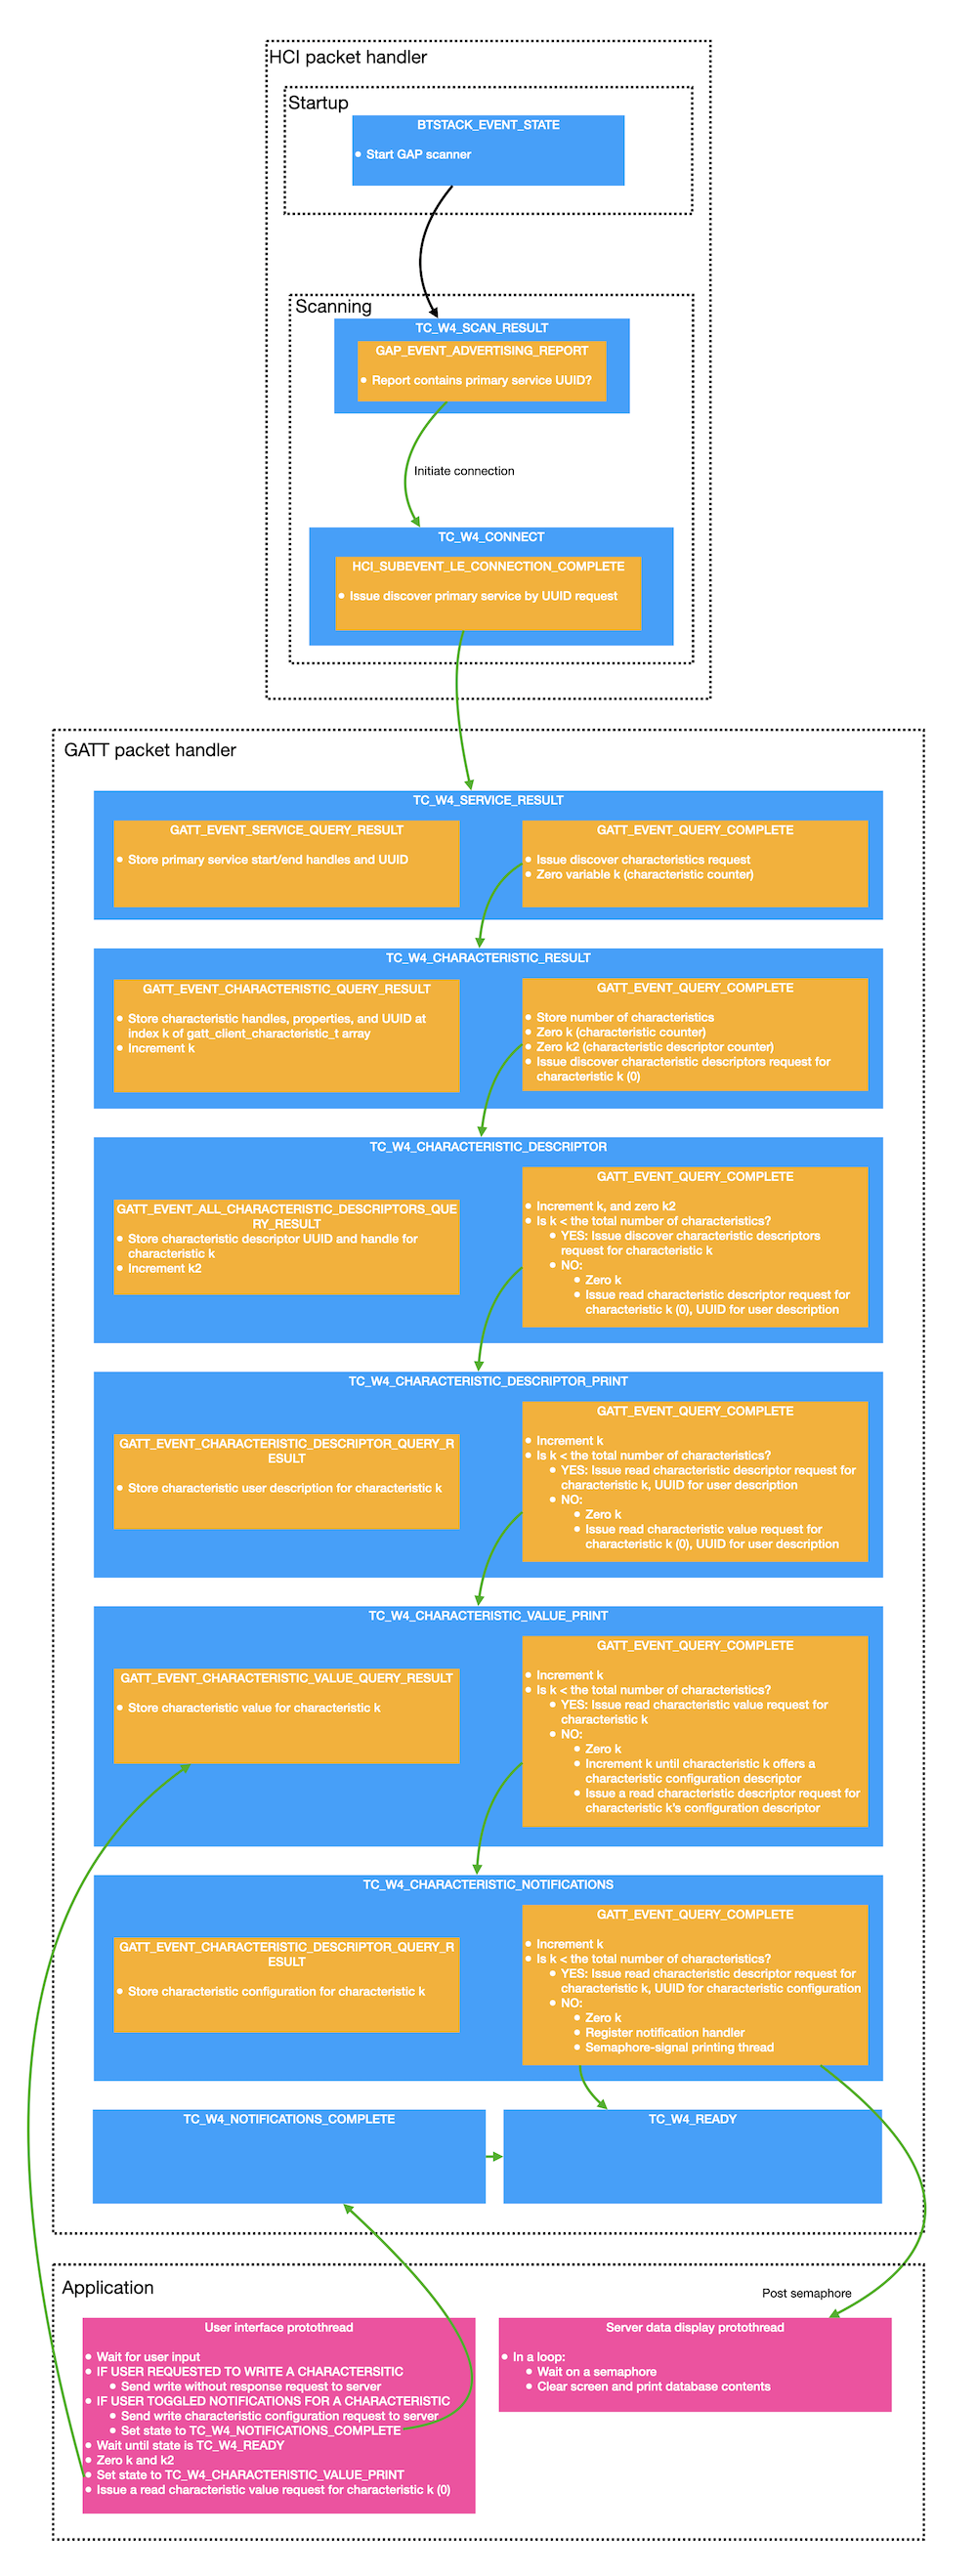 HCI packet handler
Startup
BTSTACK_EVENT_STATE
• Start GAP scanner
Scanning
TC_W4_SCAN_RESULT
GAP_EVENT_ADVERTISING_REPORT
• Report contains primary service UUID?
Initiate connection
TC_W4_CONNECT
HCI_SUBEVENT_LE_CONNECTION_COMPLETE
• Issue discover primary service by UUID request
GATT packet handler
TC_W4_SERVICE_RESULT
GATT_EVENT_SERVICE_QUERY_RESULT
• Store primary service start/end handles and UUID
GATT_EVENT_QUERY_COMPLETE
• Issue discover characteristics request
• Zero variable k (characteristic counter)
TC_W4_CHARACTERISTIC_RESULT
GATT_EVENT_CHARACTERISTIC_QUERY_RESULT
• Store characteristic handles, properties, and UUID at
index k of gatt_client_characteristic_t array
• Increment k
GATT_EVENT_QUERY_COMPLETE
• Store number of characteristics
• Zero k (characteristic counter)
• Zero k2 (characteristic descriptor counter)
• Issue discover characteristic descriptors request for
characteristic k (0)
TC_W4_CHARACTERISTIC_DESCRIPTOR
GATT_EVENT_ALL_CHARACTERISTIC_DESCRIPTORS_QUE
RY_RESULT
• Store characteristic descriptor UUID and handle for
characteristic k
• Increment k2
GATT_EVENT_QUERY_COMPLETE
• Increment k, and zero k2
• Is k < the total number of characteristics?
• YES: Issue discover characteristic descriptors
request for characteristic k
• NO:
• Zero k
• Issue read characteristic descriptor request for
characteristic k (0), UUID for user description
TC_W4_CHARACTERISTIC_DESCRIPTOR_PRINT
GATT_EVENT_CHARACTERISTIC_DESCRIPTOR_QUERY_R
ESULT
• Store characteristic user description for characteristic k
GATT_EVENT_QUERY_COMPLETE
• Increment k
• Is k < the total number of characteristics?
• YES: Issue read characteristic descriptor request for
characteristic k, UUID for user description
• NO:
• Zero k
• Issue read characteristic value request for
characteristic k (0), UUID for user description
TC_W4_CHARACTERISTIC_VALUE_PRINT
GATT_EVENT_CHARACTERISTIC_VALUE_QUERY_RESULT
• Store characteristic value for characteristic k
GATT_EVENT_QUERY_COMPLETE
• Increment k
• Is k < the total number of characteristics?
• YES: Issue read characteristic value request for
characteristic k
• NO:
• Zero k
• Increment k until characteristic k offers a
characteristic configuration descriptor
• Issue a read characteristic descriptor request for
characteristic k's configuration descriptor
TC_W4_CHARACTERISTIC_NOTIFICATIONS
GATT_EVENT_CHARACTERISTIC_DESCRIPTOR_QUERY_R
ESULT
• Store characteristic configuration for characteristic k
GATT_EVENT_QUERY_COMPLETE
• Increment k
• Is k < the total number of characteristics?
• YES: Issue read characteristic descriptor request for
characteristic k, UUID for characteristic configuration
• NO:
• Zero k
• Register notification handler
• Semaphore-signal printing thread
TC_W4_NOTIFICATIONS_COMPLETE
TC_W4_READY
Application
Post semaphore
User interface protothread
• Wait for user input
• IF USER REQUESTED TO WRITE A CHARACTERSITIC
• Send write without response request to server
• IF USER TOGGLED NOTIFICATIONS FOR A CHARACTERISTIC
• Send write characteristic configuration request to server
• Set state to TC_W4_NOTIFICATIONS_COMPLETE
• Wait until state is TC_W4_READY
• Zero k and k2
• Set state to TC_W4_CHARACTERISTIC_VALUE_PRINT
• Issue a read characteristic value request for characteristic k (0)
Server data display protothread
• In a loop:
• Wait on a semaphore
• Clear screen and print database contents